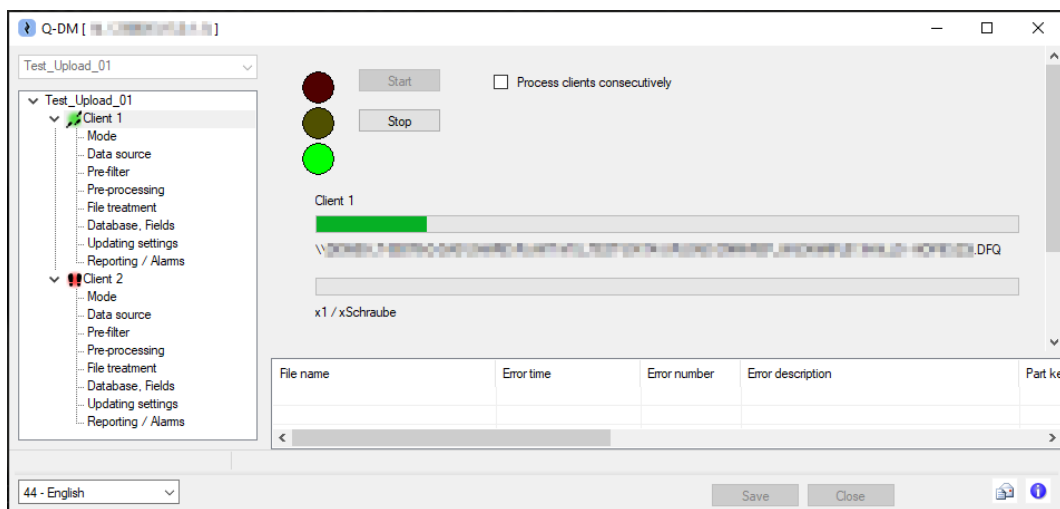 Q-DM [ ]
Test_Upload_01
Test_Upload_01
Client 1
Mode
Data source
Pre-filter
Pre-processing
File treatment
Database, Fields
Updating settings
Reporting / Alarms
Client 2
Mode
Data source
Pre-filter
Pre-processing
File treatment
Database, Fields
Updating settings
Reporting / Alarms
Start
Process clients consecutively
Stop
Client 1
\\ .DFQ
x1 / xSchraube
File name Error time Error number Error description Part ke
44 - English
Save Close